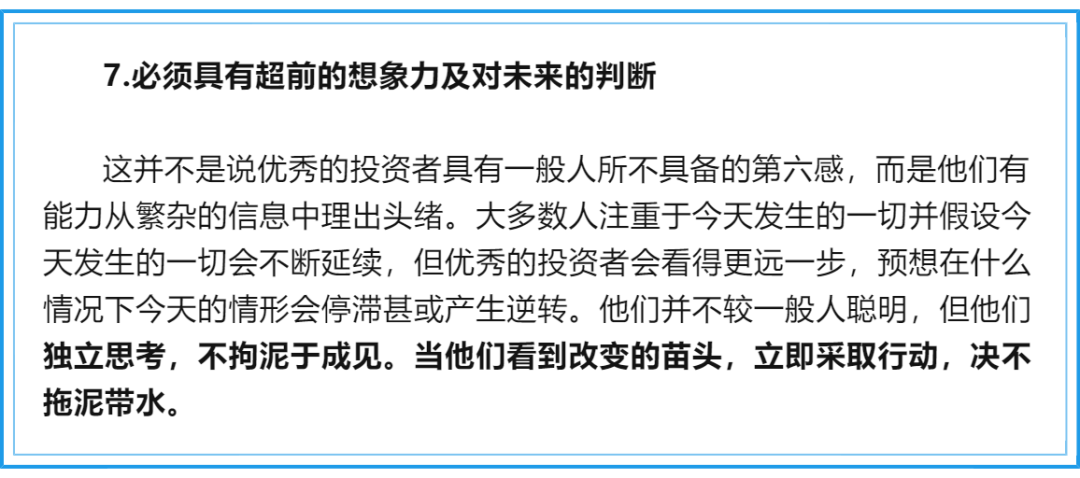 7.必须具有超前的想象力及对未来的判断
这并不是说优秀的投资者具有一般人所不具备的第六感，而是他们有
能力从繁杂的信息中理出头绪。大多数人注重于今天发生的一切并假设今
天发生的一切会不断延续，但优秀的投资者会看得更远一步，预想在什么
情况下今天的情形会停滞甚或产生逆转。他们并不较一般人聪明，但他们
独立思考，不拘泥于成见。当他们看到改变的苗头，立即采取行动，决不
拖泥带水。